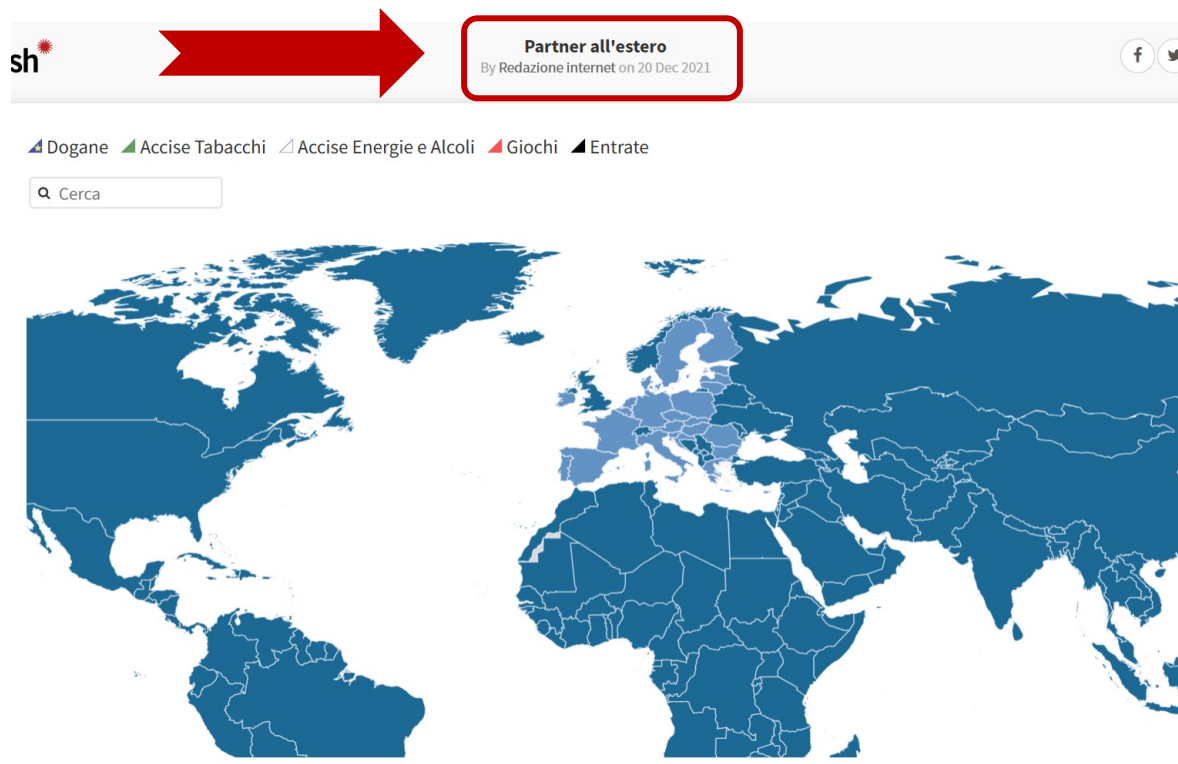 sh*
Partner all'estero
By Redazione internet on 20 Dec 2021
Dogane Accise Tabacchi Accise Energie e Alcoli Giochi Entrate
Cerca